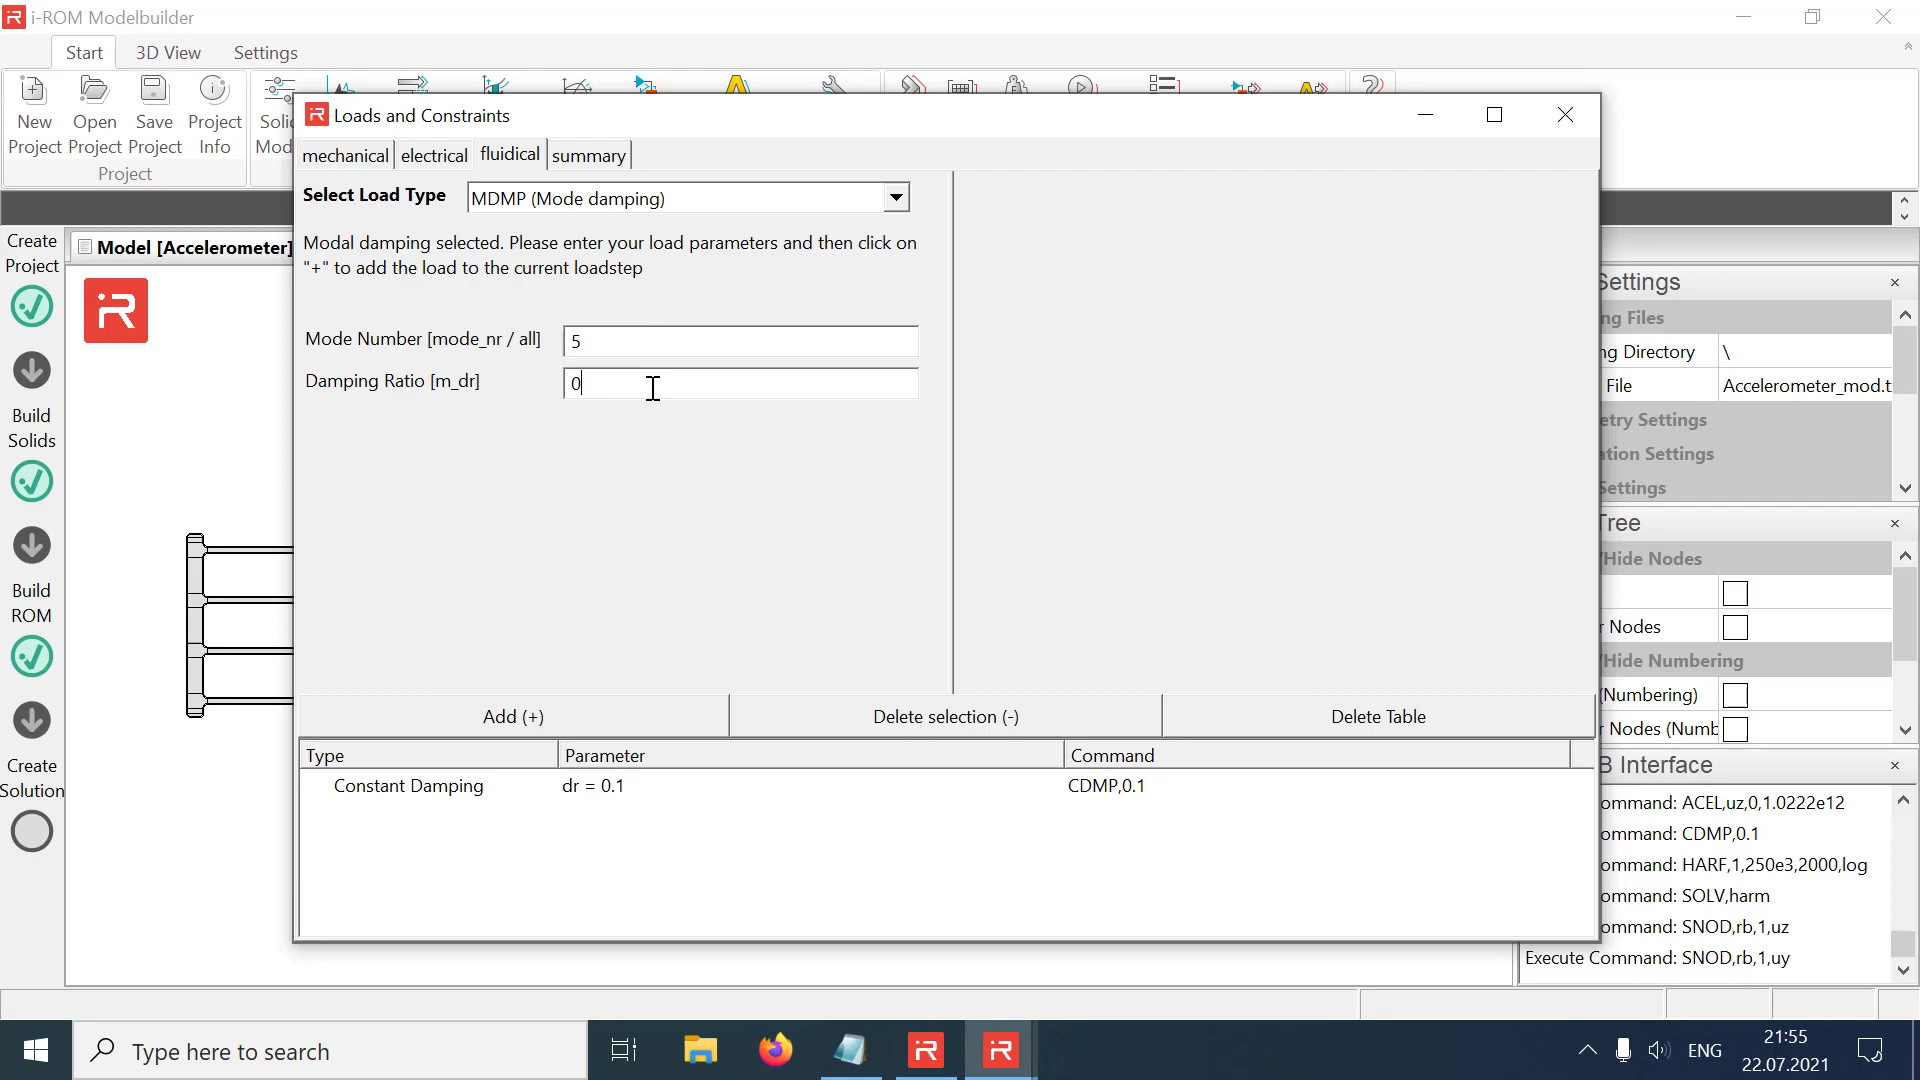 i-ROM Modelbuilder
Start
3D View
Settings
New Project
Open Project
Save Project
Project Info
Project
Loads and Constraints
mechanical
electrical
fluidical
summary
Select Load Type
MDMP (Mode damping)
Modal damping selected. Please enter your load parameters and then click on
"+" to add the load to the current loadstep
Mode Number [mode_nr / all]
5
Damping Ratio [m_dr]
0
Add (+)
Delete selection (-)
Delete Table
Type
Parameter
Command
Constant Damping
dr = 0.1
CDMP,0.1
Create
Project
Build
Solids
Build
ROM
Create
Solution
Model [Accelerometer]
Settings
Files
Directory
\
File
Accelerometer_mod.t
Settings
Settings
Settings
Tree
Hide Nodes
Nodes
Hide Numbering
(Numbering)
Nodes (Numb
B Interface
ommand: ACEL,uz,0,1.0222e12
ommand: CDMP,0.1
ommand: HARF,1,250e3,2000,log
ommand: SOLV,harm
ommand: SNOD,rb,1,uz
Execute Command: SNOD,rb,1,uy
Type here to search
ENG
21:55
22.07.2021